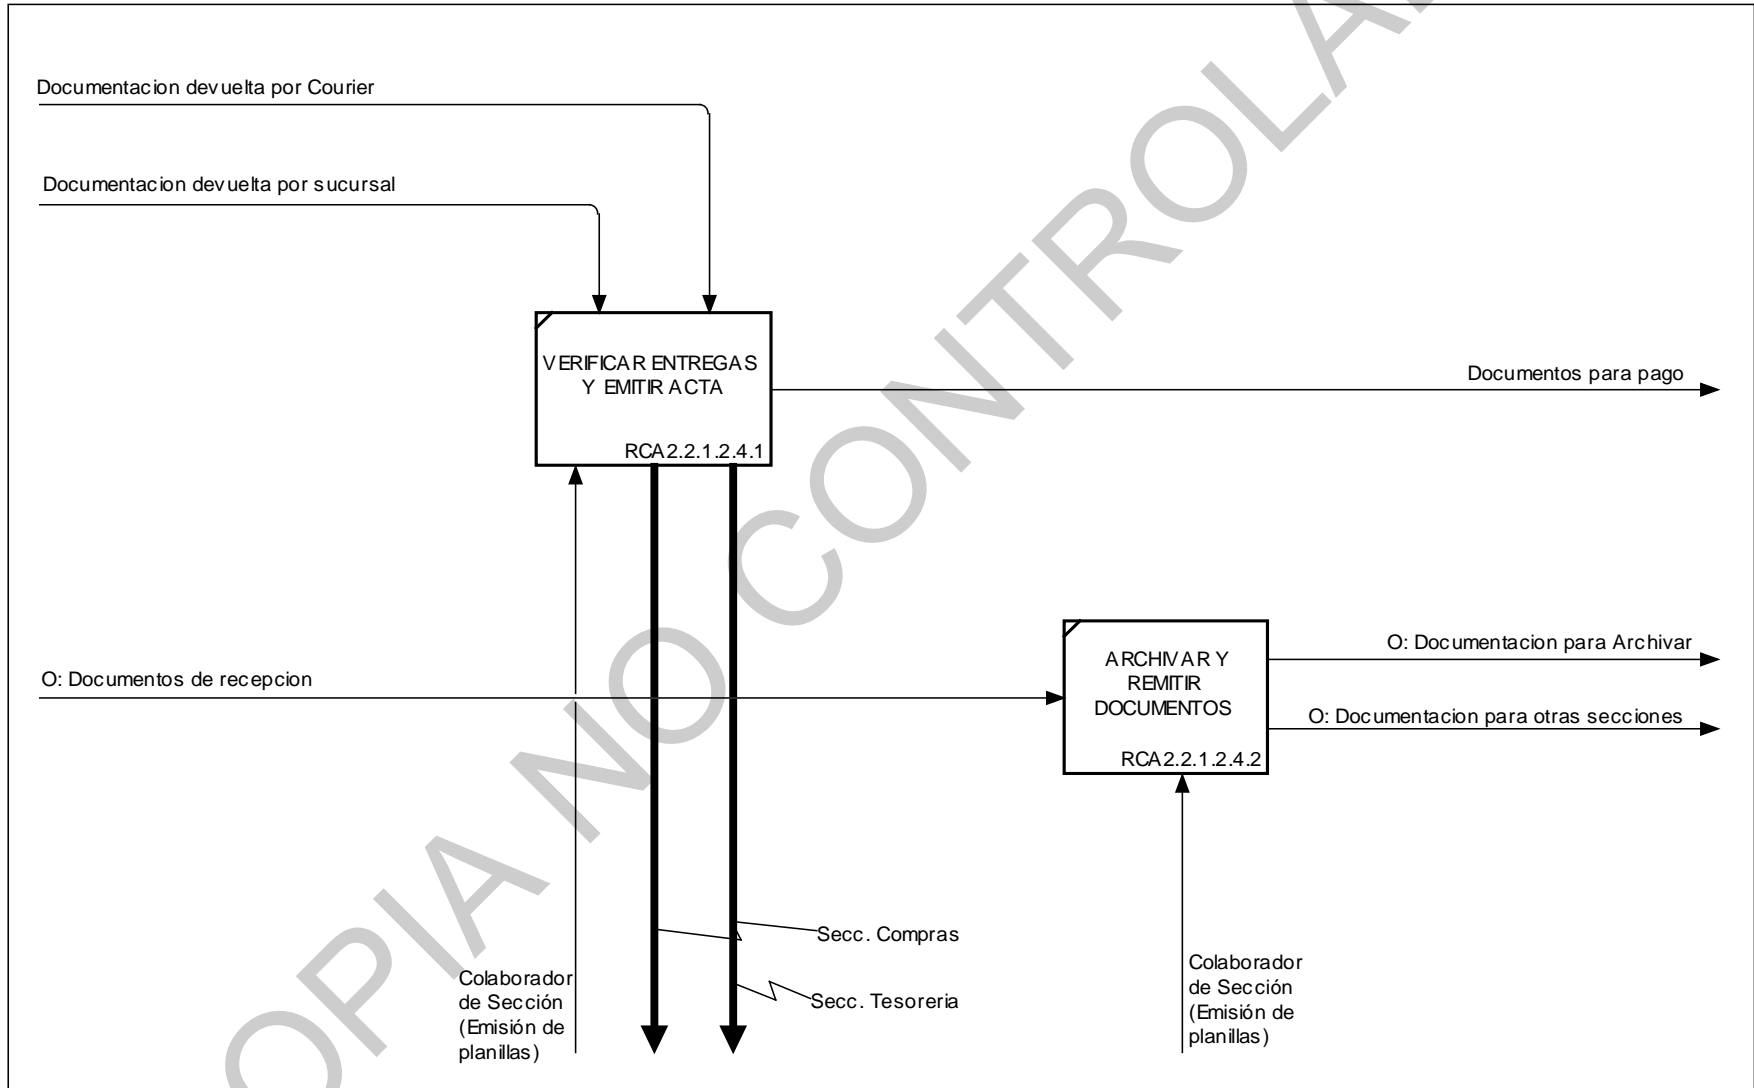 Documentacion devuelta por Courier
Documentacion devuelta por sucursal
VERIFICAR ENTREGAS
Y EMITIR ACTA
RCA2.2.1.2.4.1
Documentos para pago
O: Documentos de recepcion
ARCHIVAR Y
REMITIR
DOCUMENTOS
RCA2.2.1.2.4.2
O: Documentacion para Archivar
O: Documentacion para otras secciones
Secc. Compras
Secc. Tesoreria
Colaborador
de Sección
(Emisión de
planillas)
Colaborador
de Sección
(Emisión de
planillas)
OPIA NO CONTROLA